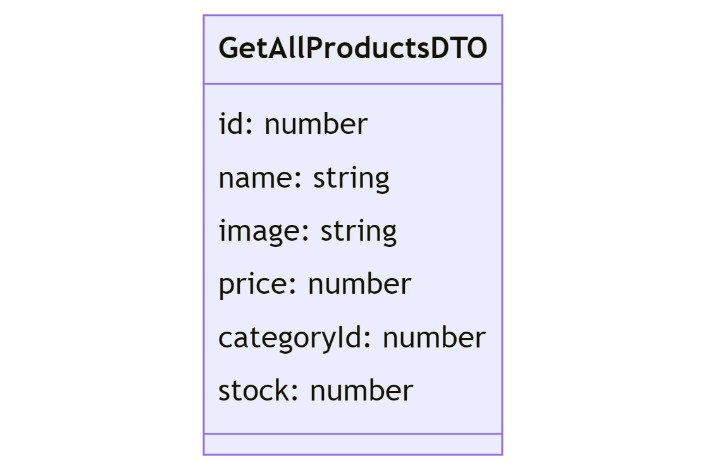 GetAllProductsDTO
id: number
name: string
image: string
price: number
categoryId: number
stock: number